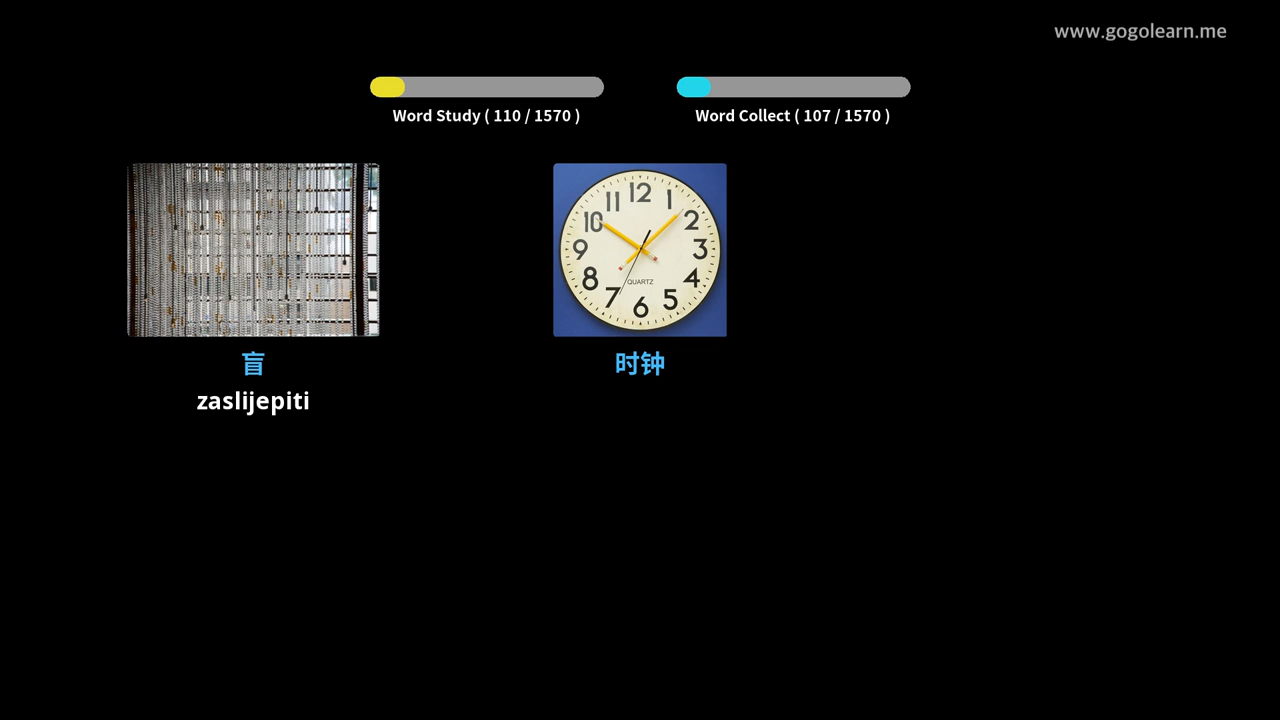 www.gogolearn.me
Word Study ( 110 / 1570 )
Word Collect ( 107 / 1570 )
12
11
1
10
2
9
3
8
4
QUARTZ
7
5
6
盲
时钟
zaslijepiti